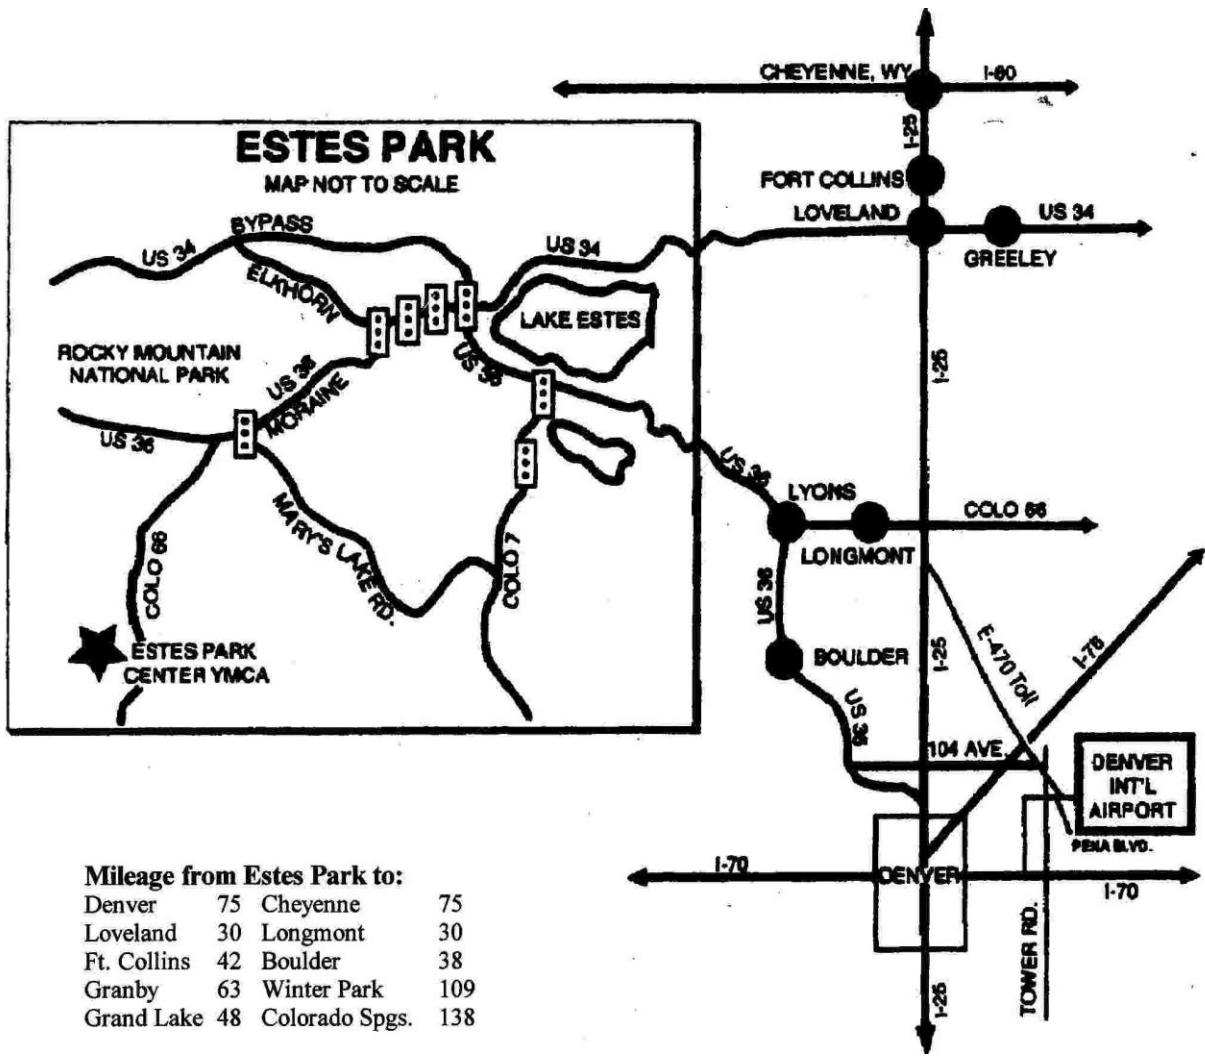 CHEYENNE, WY
I-80
I-25
FORT COLLINS
LOVELAND
US 34
GREELEY
ESTES PARK
MAP NOT TO SCALE
BYPASS
US 34
US 34
ELKHORN
LAKE ESTES
ROCKY MOUNTAIN
NATIONAL PARK
US 36
MORAINE
US 36
US 36
I-25
US 36
LYONS
COLO 66
LONGMONT
MARY'S LAKE RD.
COLO 7
COLO 66
US 36
ESTES PARK
CENTER YMCA
BOULDER
I-25
E-470 Toll
I-76
US 36
104 AVE.
DENVER
INT'L
AIRPORT
PENA BLVD.
I-70
DENVER
I-70
TOWER RD.
I-25
Mileage from Estes Park to:
Denver 75 Cheyenne 75
Loveland 30 Longmont 30
Ft. Collins 42 Boulder 38
Granby 63 Winter Park 109
Grand Lake 48 Colorado Spgs. 138